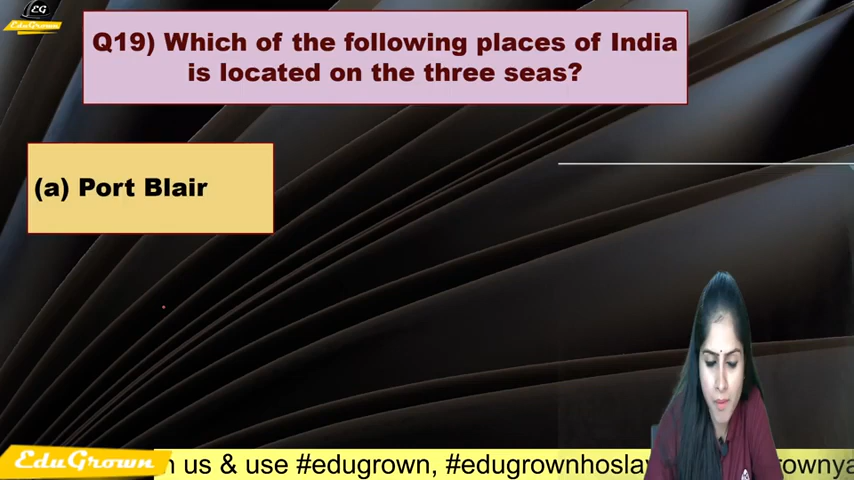 EG
EduGrown
Q19) Which of the following places of India
is located on the three seas?
(a) Port Blair
EduGrown
us & use #edugrown, #edugrownhoslay